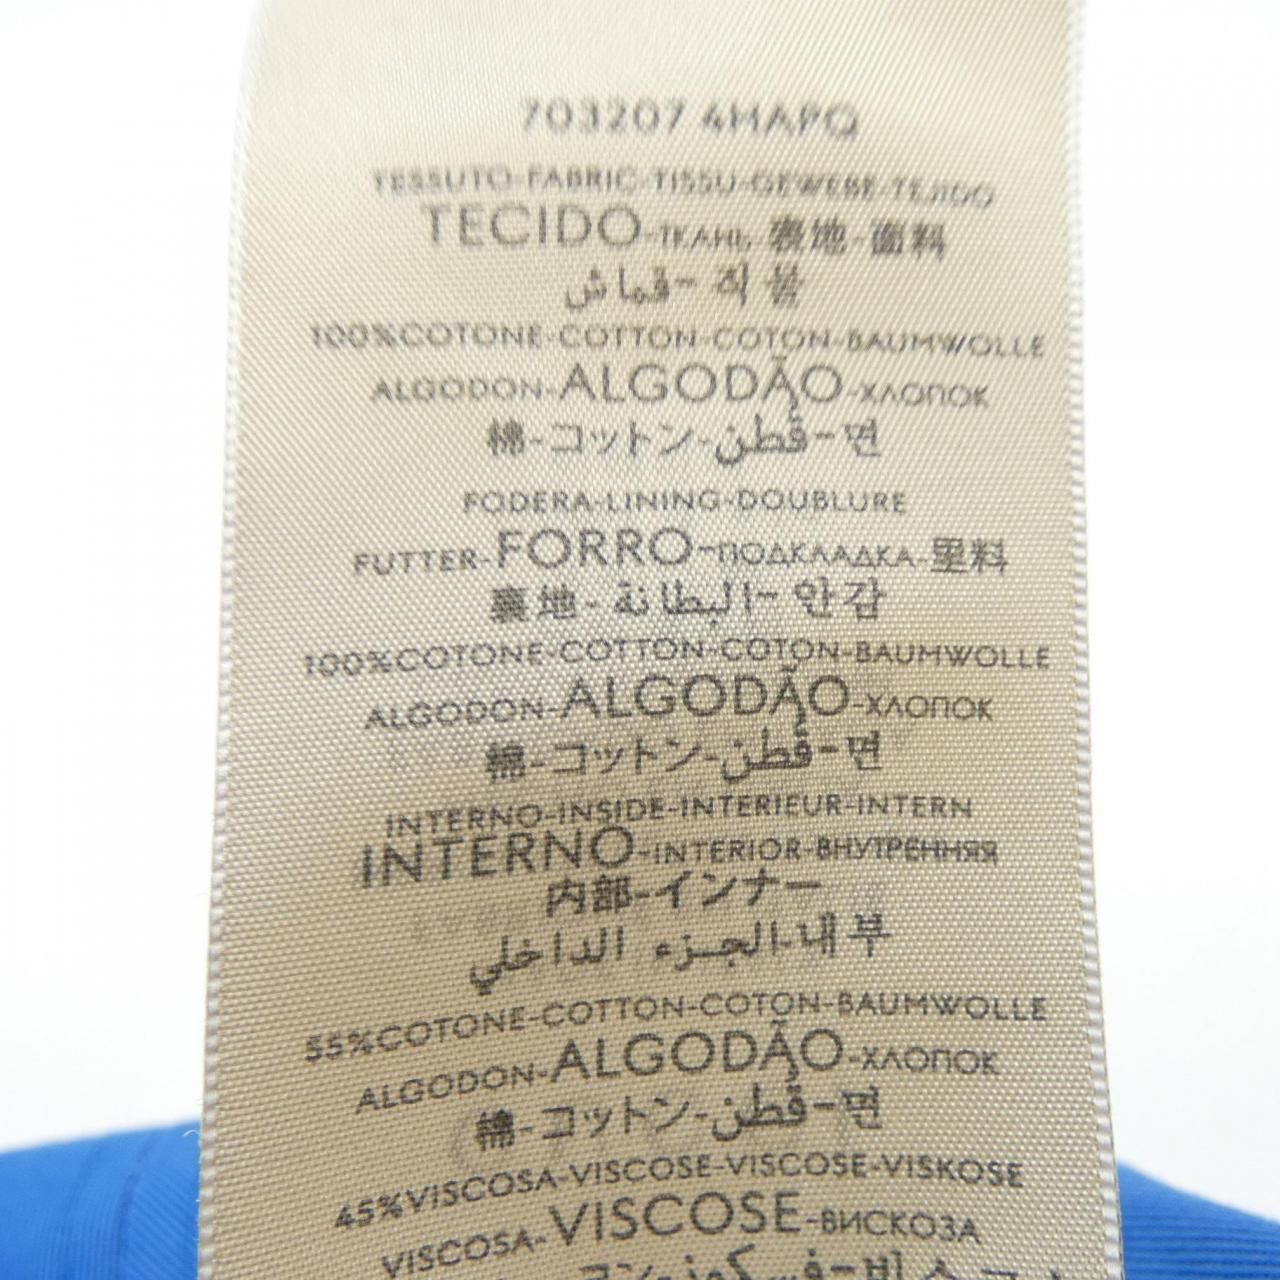 703207 4HAPQ
TESSUTO-FABRIC-TISSU-GEWEBE-TEJIDO
TECIDO-ТКАНЬ-表地-面料
قماش-직물
100%COTONE-COTTON-COTON-BAUMWOLLE
ALGODON-ALGODÃO-ХЛОПОК
棉-コットン-قطن-면
FODERA-LINING-DOUBLURE
FUTTER-FORRO-ПОДКЛАДКА-里料
裏地-البطانة-안감
100%COTONE-COTTON-COTON-BAUMWOLLE
ALGODON-ALGODÃO-ХЛОПОК
棉-コットン-قطن-면
INTERNO-INSIDE-INTERIEUR-INTERN
INTERNO-INTERIOR-ВНУТРЕННЯЯ
内部-インナー
الجزء الداخلي-내부
55%COTONE-COTTON-COTON-BAUMWOLLE
ALGODON-ALGODÃO-ХЛОПОК
棉-コットン-قطن-면
45%VISCOSA-VISCOSE-VISCOSE-VISKOSE
VISCOSA-VISCOSE-ВИСКОЗА